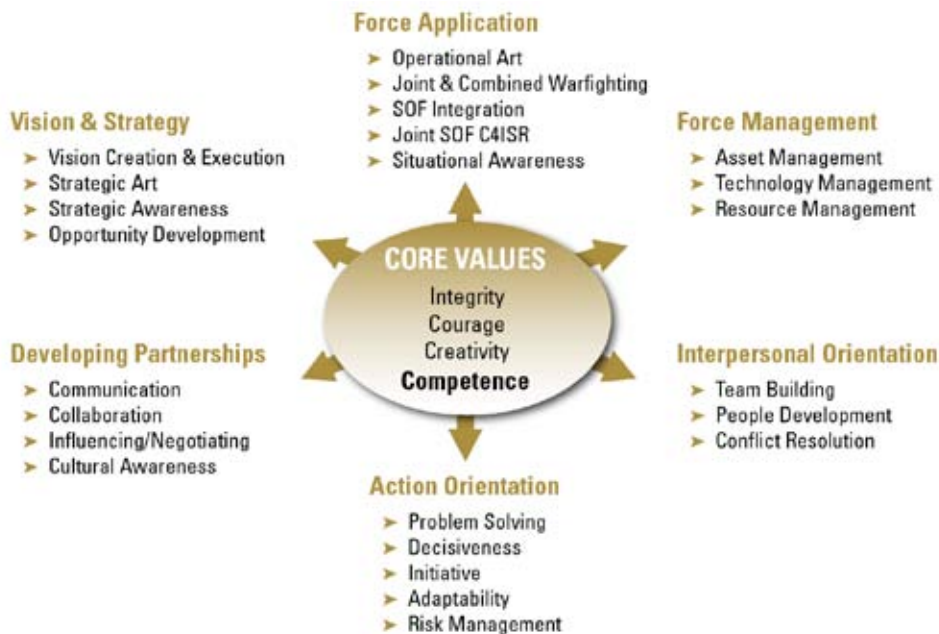 Force Application
➤ Operational Art
➤ Joint & Combined Warfighting
➤ SOF Integration
➤ Joint SOF C4ISR
➤ Situational Awareness
Vision & Strategy
➤ Vision Creation & Execution
➤ Strategic Art
➤ Strategic Awareness
➤ Opportunity Development
Force Management
➤ Asset Management
➤ Technology Management
➤ Resource Management
CORE VALUES
Integrity
Courage
Creativity
Competence
Developing Partnerships
➤ Communication
➤ Collaboration
➤ Influencing/Negotiating
➤ Cultural Awareness
Interpersonal Orientation
➤ Team Building
➤ People Development
➤ Conflict Resolution
Action Orientation
➤ Problem Solving
➤ Decisiveness
➤ Initiative
➤ Adaptability
➤ Risk Management